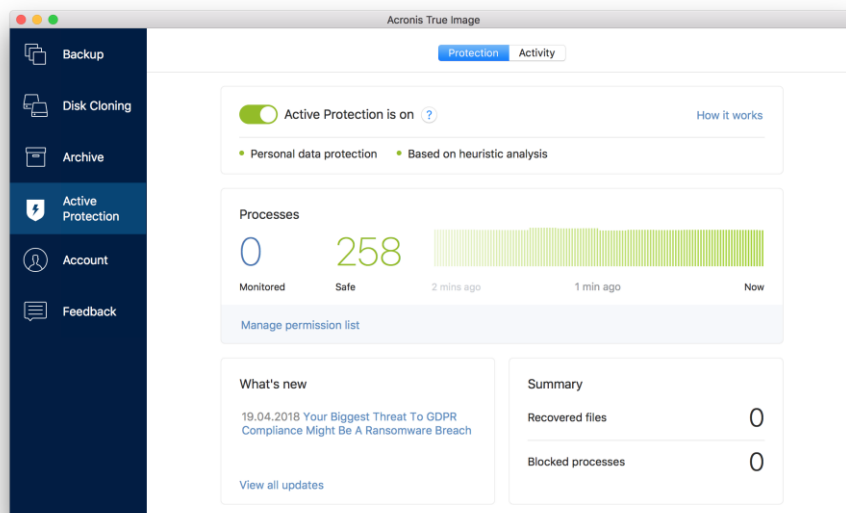 Acronis True Image
Backup
Disk Cloning
Archive
Active
Protection
Account
Feedback
Protection Activity
Active Protection is on ? How it works
• Personal data protection • Based on heuristic analysis
Processes
0 258
Monitored Safe 2 mins ago 1 min ago Now
Manage permission list
What's new
19.04.2018 Your Biggest Threat To GDPR
Compliance Might Be A Ransomware Breach
View all updates
Summary
Recovered files 0
Blocked processes 0